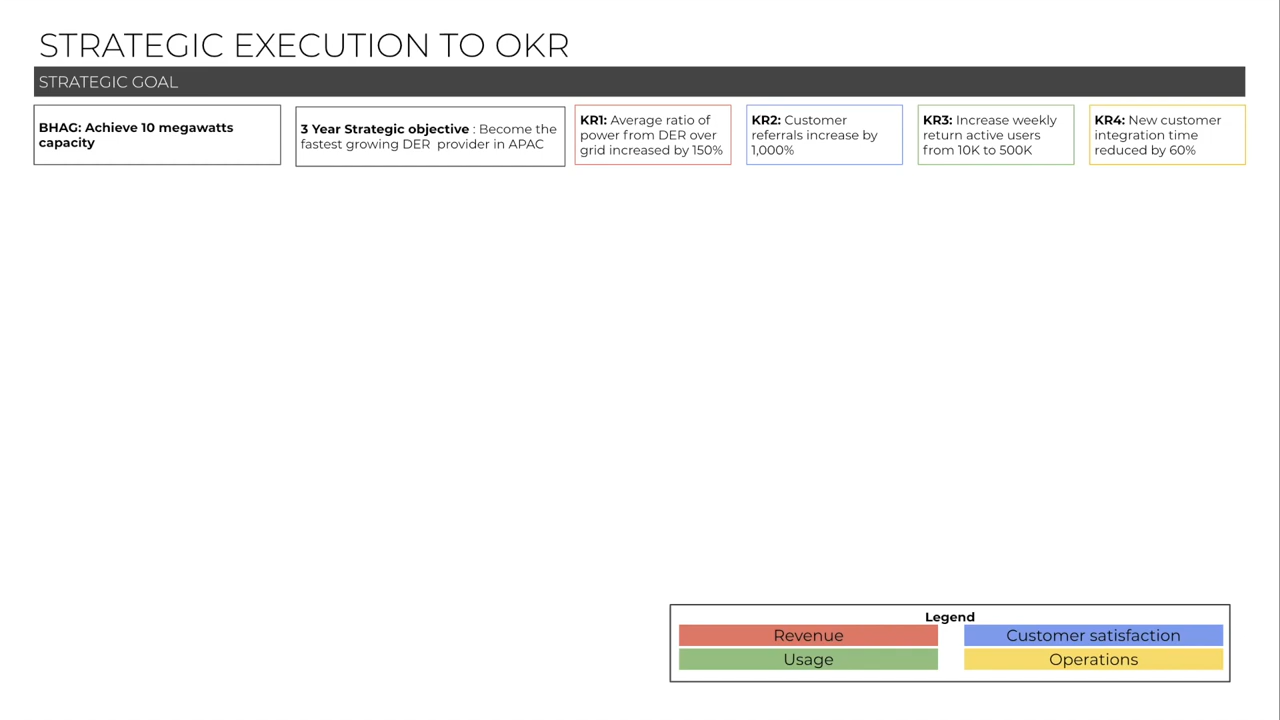 STRATEGIC EXECUTION TO OKR
STRATEGIC GOAL
BHAG: Achieve 10 megawatts
capacity
3 Year Strategic objective : Become the
fastest growing DER provider in APAC
KR1: Average ratio of
power from DER over
grid increased by 150%
KR2: Customer
referrals increase by
1,000%
KR3: Increase weekly
return active users
from 10K to 500K
KR4: New customer
integration time
reduced by 60%
Legend
Revenue
Customer satisfaction
Usage
Operations